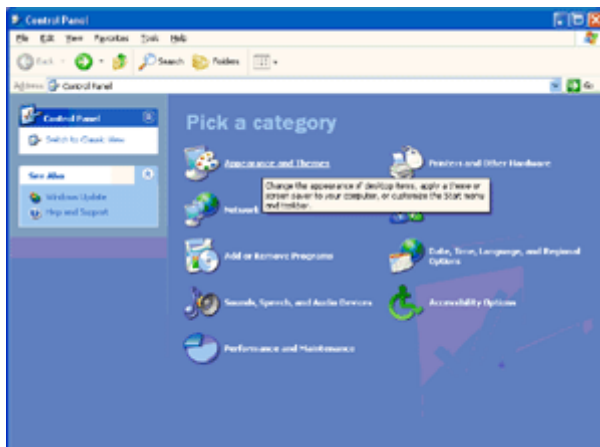 Control Panel
File Edit View Favorites Tools Help
Back Search Folders
Address Control Panel Go
Control Panel
Switch to Classic View
See Also
Windows Update
Help and Support
Pick a category
Appearance and Themes
Printers and Other Hardware
Change the appearance of desktop items, apply a theme or
screen saver to your computer, or customize the Start menu
and taskbar.
Network
Add or Remove Programs
Date, Time, Language, and Regional
Options
Sounds, Speech, and Audio Devices
Accessibility Options
Performance and Maintenance